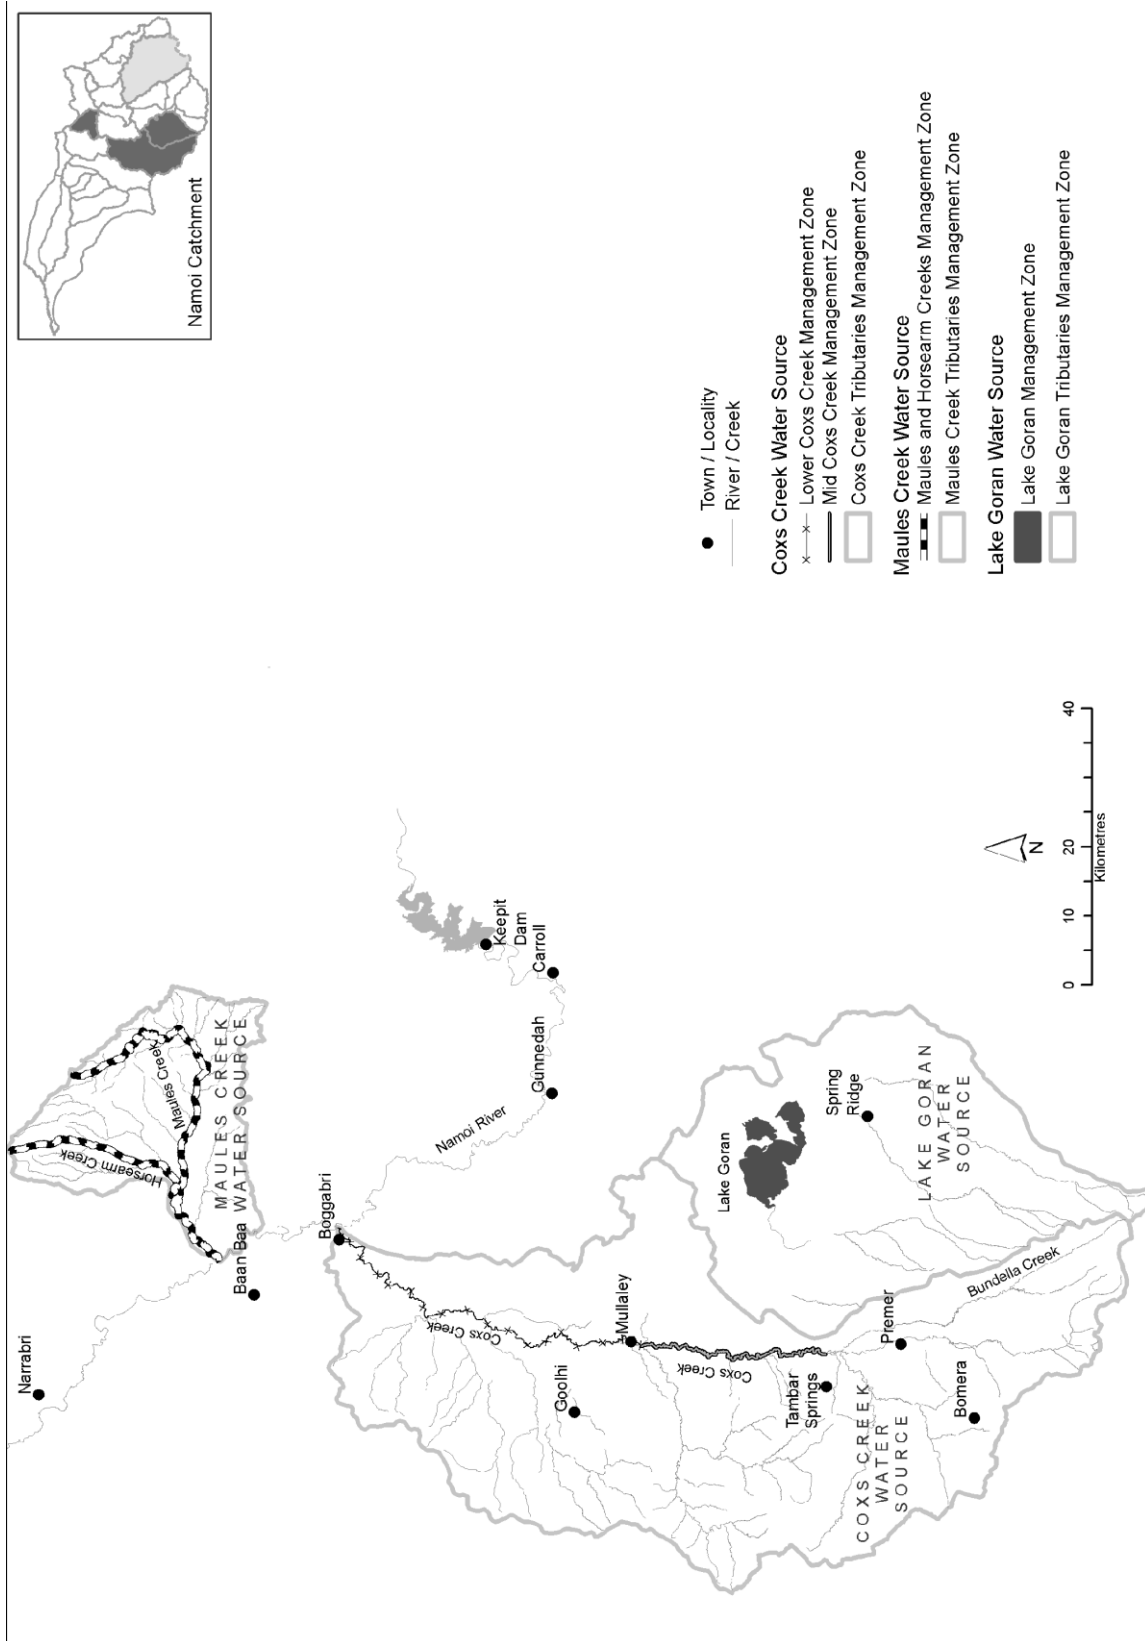 Namoi Catchment
Town / Locality
River / Creek
Coxs Creek Water Source
Lower Coxs Creek Management Zone
Mid Coxs Creek Management Zone
Coxs Creek Tributaries Management Zone
Maules Creek Water Source
Maules and Horsearm Creeks Management Zone
Maules Creek Tributaries Management Zone
Lake Goran Water Source
Lake Goran Management Zone
Lake Goran Tributaries Management Zone
Narrabri
Horsearm Creek
Maules Creek
MAULES CREEK
WATER SOURCE
Baan Baa
Boggabri
Namoi River
Keepit
Dam
Carroll
Gunnedah
Coxs Creek
Goolhi
Mullaley
Coxs Creek
Lake Goran
Tambar
Springs
Spring
Ridge
COXS CREEK
WATER
SOURCE
Premer
LAKE GORAN
WATER
SOURCE
Bomera
Bundella Creek
N
0 10 20 40
Kilometres